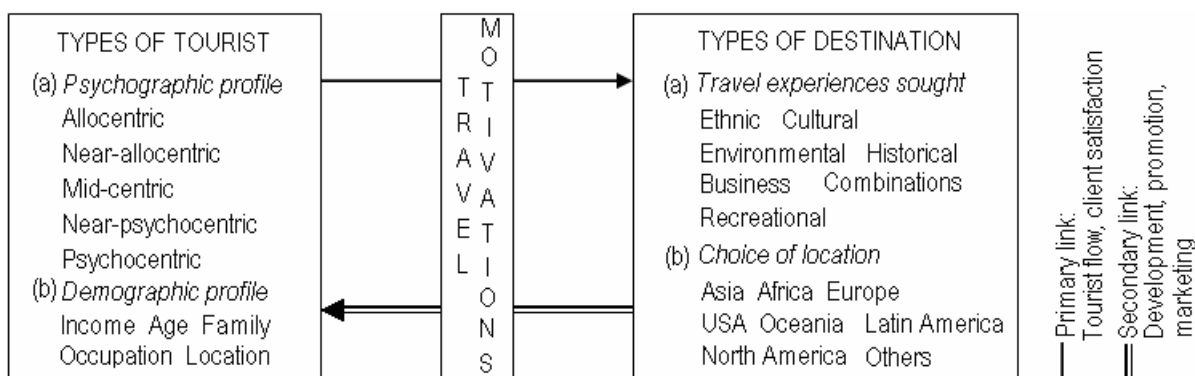 TYPES OF TOURIST
(a) Psychographic profile
Allocentric
Near-allocentric
Mid-centric
Near-psychocentric
Psychocentric
(b) Demographic profile
Income Age Family
Occupation Location
TRAVEL
MOTIVATIONS
TYPES OF DESTINATION
(a) Travel experiences sought
Ethnic Cultural
Environmental Historical
Business Combinations
Recreational
(b) Choice of location
Asia Africa Europe
USA Oceania Latin America
North America Others
Primary link:
Tourist flow, client satisfaction
Secondary link:
Development, promotion,
marketing